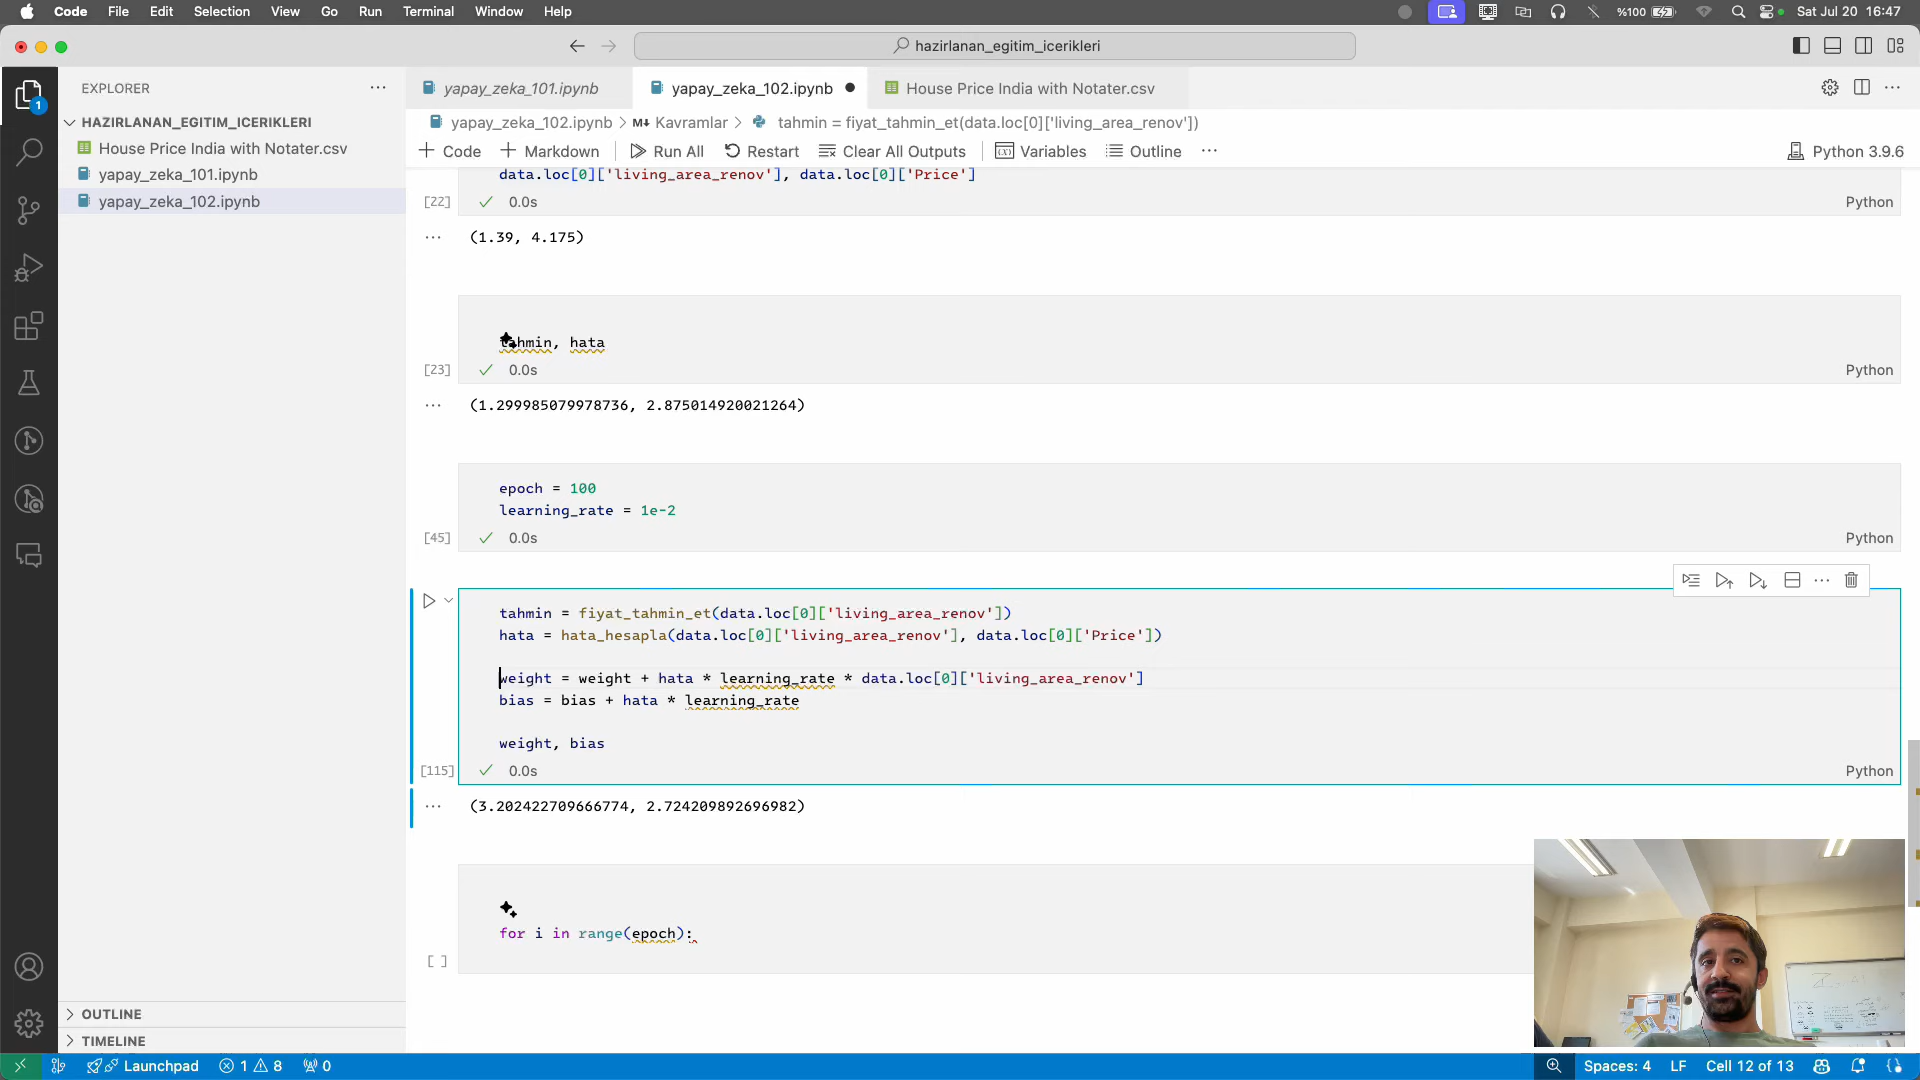 Code File Edit Selection View Go Run Terminal Window Help %100 Sat Jul 20 16:47
hazirlanan_egitim_icerikleri
EXPLORER
yapay_zeka_101.ipynb yapay_zeka_102.ipynb House Price India with Notater.csv
HAZIRLANAN_EGITIM_ICERIKLERI
House Price India with Notater.csv
yapay_zeka_101.ipynb
yapay_zeka_102.ipynb
yapay_zeka_102.ipynb > M↓ Kavramlar > tahmin = fiyat_tahmin_et(data.loc[0]['living_area_renov'])
+ Code + Markdown Run All Restart Clear All Outputs Variables Outline ... Python 3.9.6
data.loc[0]['living_area_renov'], data.loc[0]['Price']
[22] 0.0s Python
(1.39, 4.175)
tahmin, hata
[23] 0.0s Python
(1.299985079978736, 2.875014920021264)
epoch = 100
learning_rate = 1e-2
[45] 0.0s Python
tahmin = fiyat_tahmin_et(data.loc[0]['living_area_renov'])
hata = hata_hesapla(data.loc[0]['living_area_renov'], data.loc[0]['Price'])
weight = weight + hata * learning_rate * data.loc[0]['living_area_renov']
bias = bias + hata * learning_rate
weight, bias
[115] 0.0s Python
(3.202422709666774, 2.724209892696982)
for i in range(epoch):
[ ]
OUTLINE
TIMELINE
Launchpad 1 8 0 Spaces: 4 LF Cell 12 of 13
1